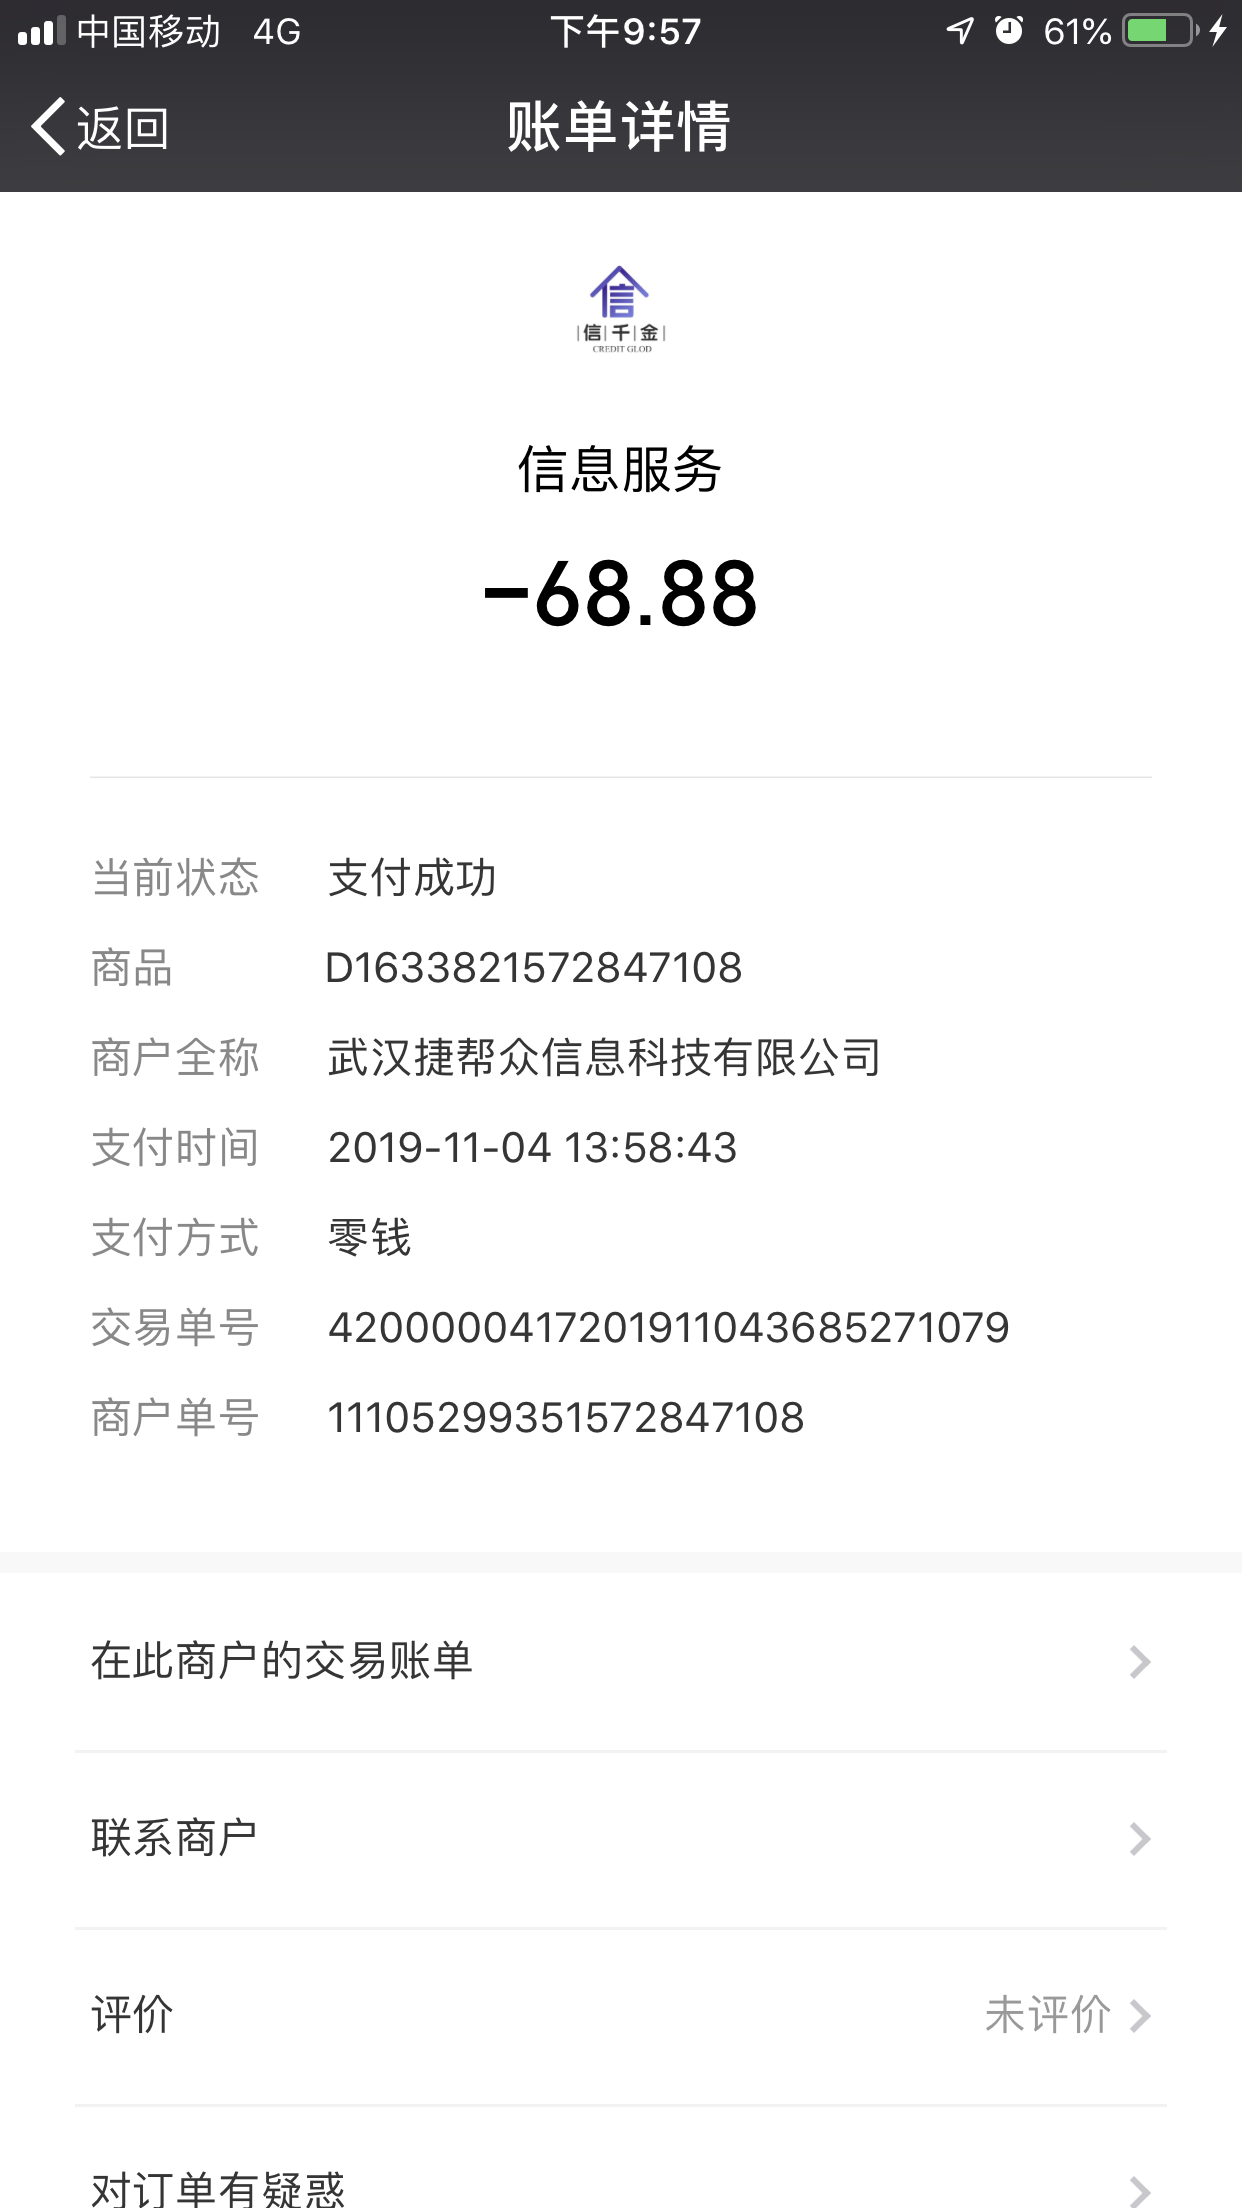 中国移动 4G 下午9:57 61%
返回 账单详情
信
信千金
CREDIT GLOD
信息服务
-68.88
当前状态 支付成功
商品 D1633821572847108
商户全称 武汉捷帮众信息科技有限公司
支付时间 2019-11-04 13:58:43
支付方式 零钱
交易单号 4200000417201911043685271079
商户单号 11105299351572847108
在此商户的交易账单
联系商户
评价 未评价
对订单有疑惑